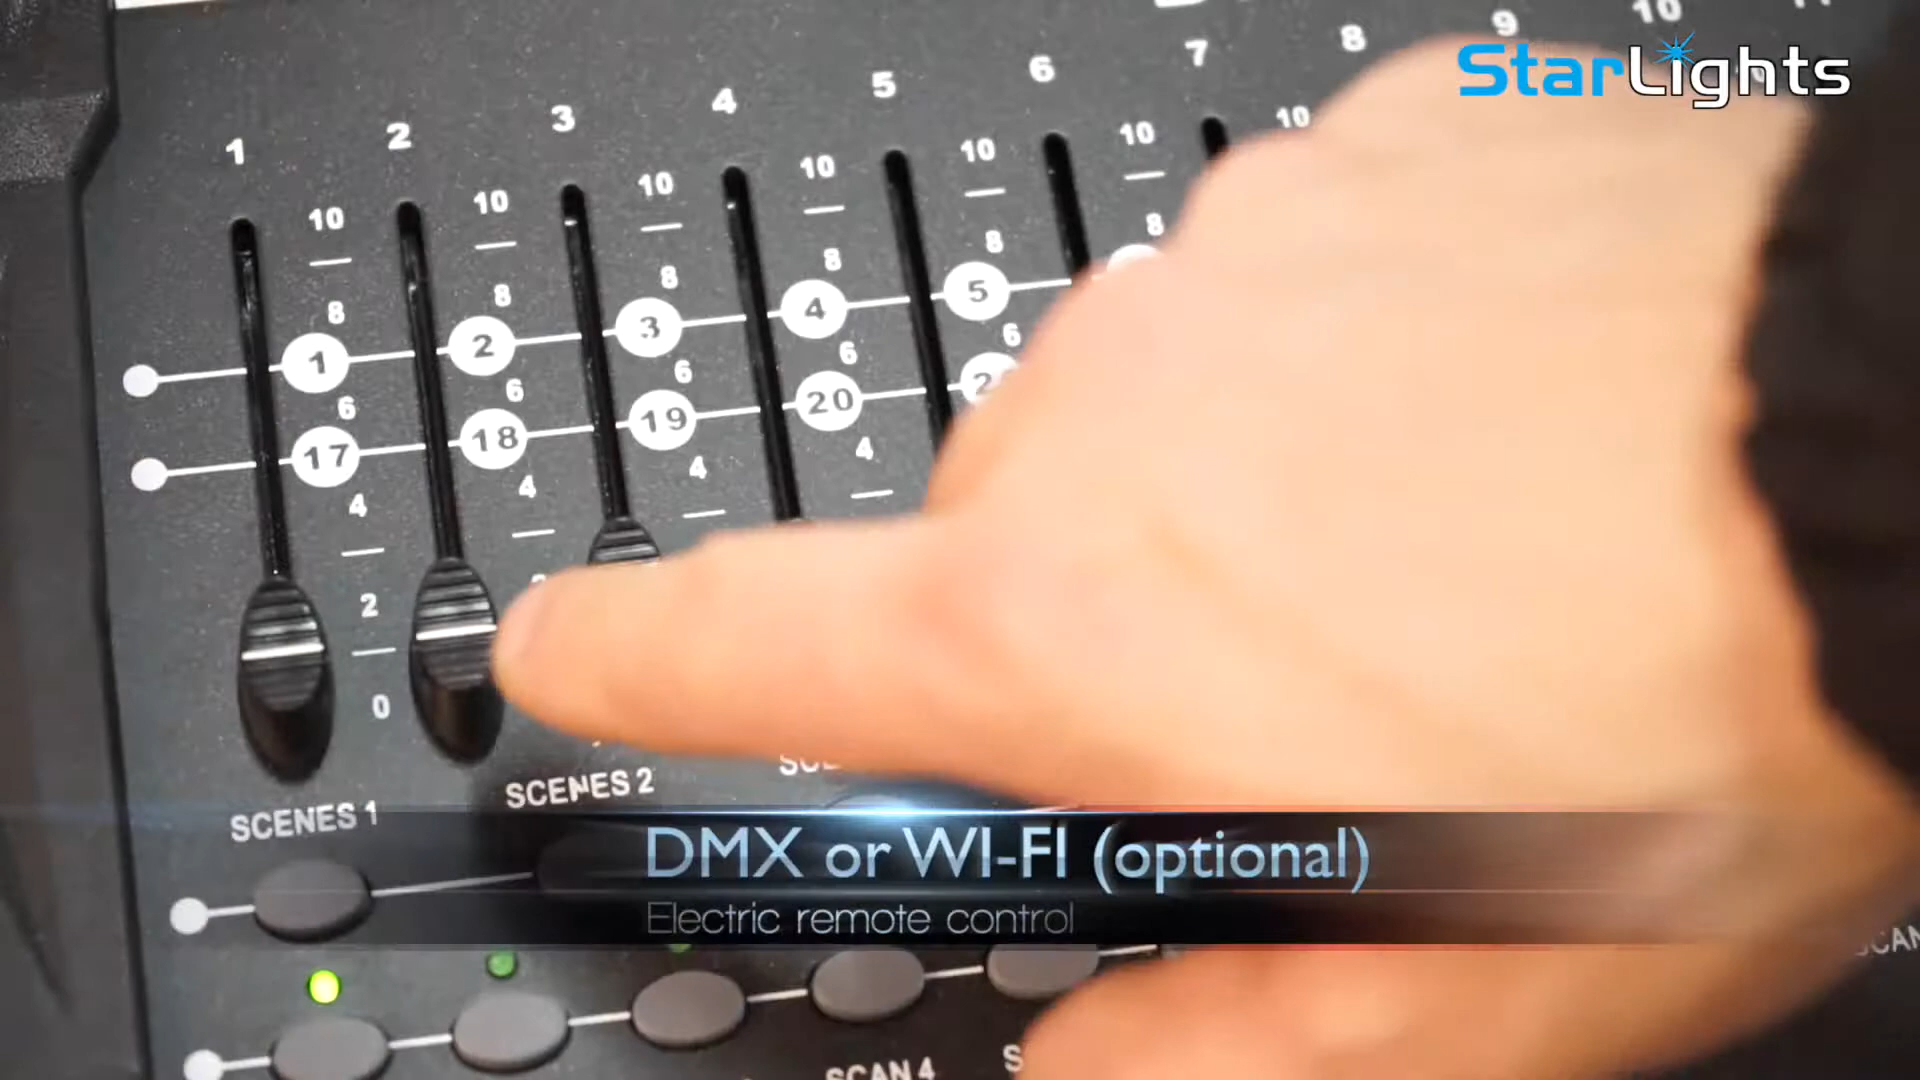 StarLights
1 2 3 4 5 6 7 8 9 10
10 10 10 10 10 10 10
8 8 8 8 8 8
1 2 3 4 5
6 6 6 6 6
17 18 19 20
4 4 4 4
2
0
SCENES 1 SCENES 2
DMX or WI-FI (optional)
Electric remote control
SCAN 4